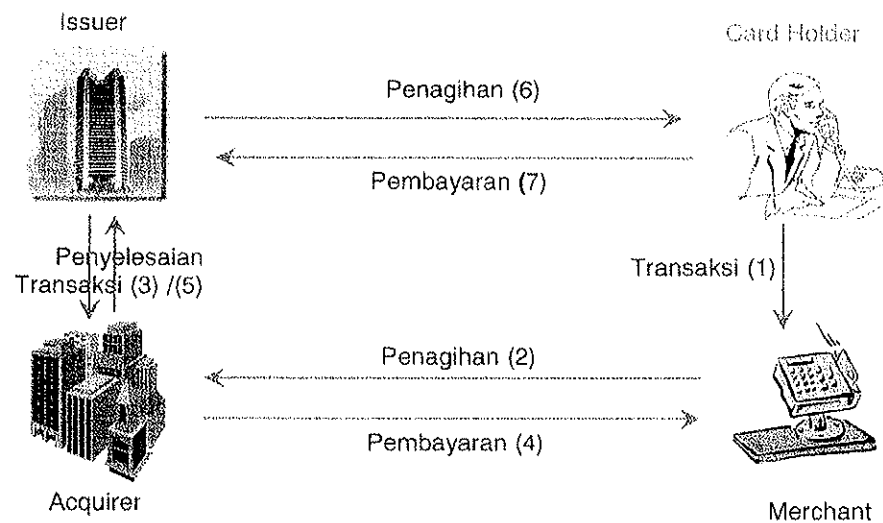 Issuer
Card Holder
Penagihan (6)
Pembayaran (7)
Penyelesaian
Transaksi (3) /(5)
Transaksi (1)
Penagihan (2)
Pembayaran (4)
Acquirer
Merchant